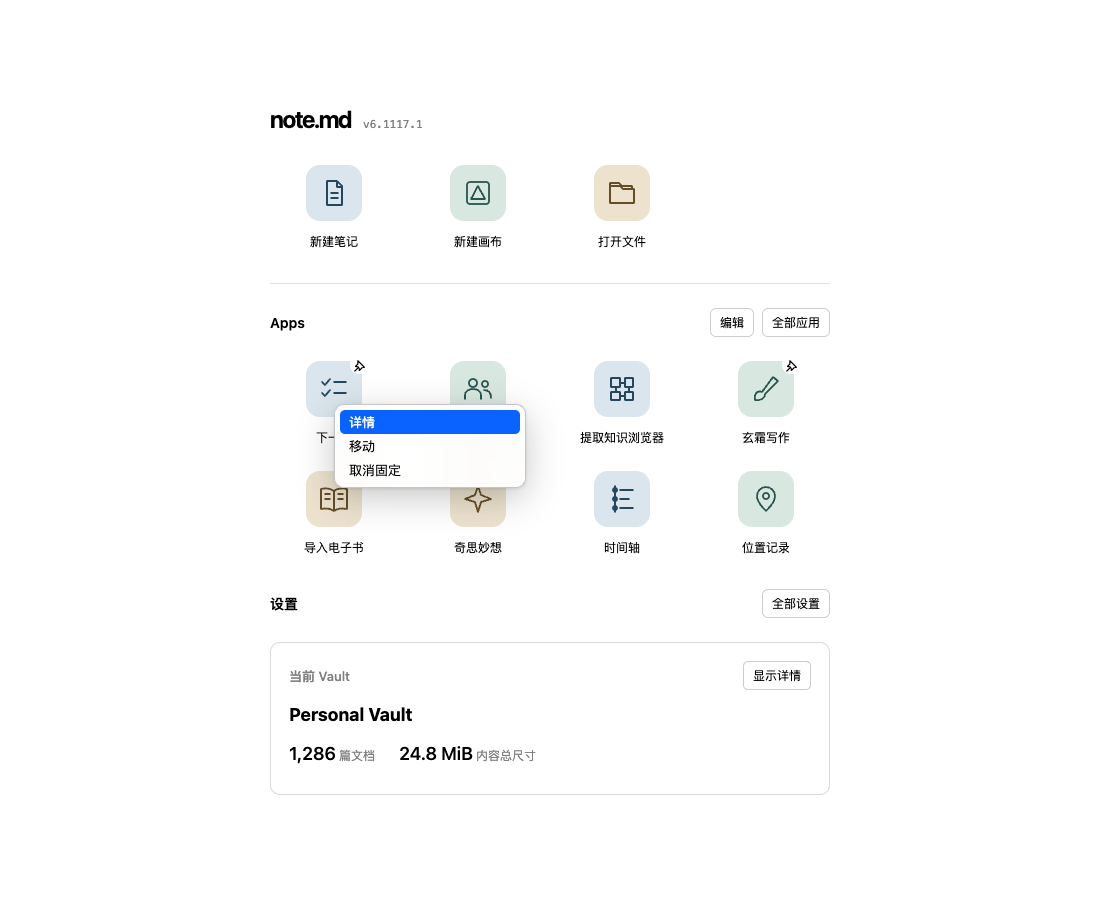 note.md v6.1117.1
新建笔记 新建画布 打开文件
Apps 编辑 全部应用
详情
移动
取消固定
下一 提取知识浏览器 玄霜写作
导入电子书 奇思妙想 时间轴 位置记录
设置 全部设置
当前 Vault 显示详情
Personal Vault
1,286 篇文档 24.8 MiB 内容总尺寸